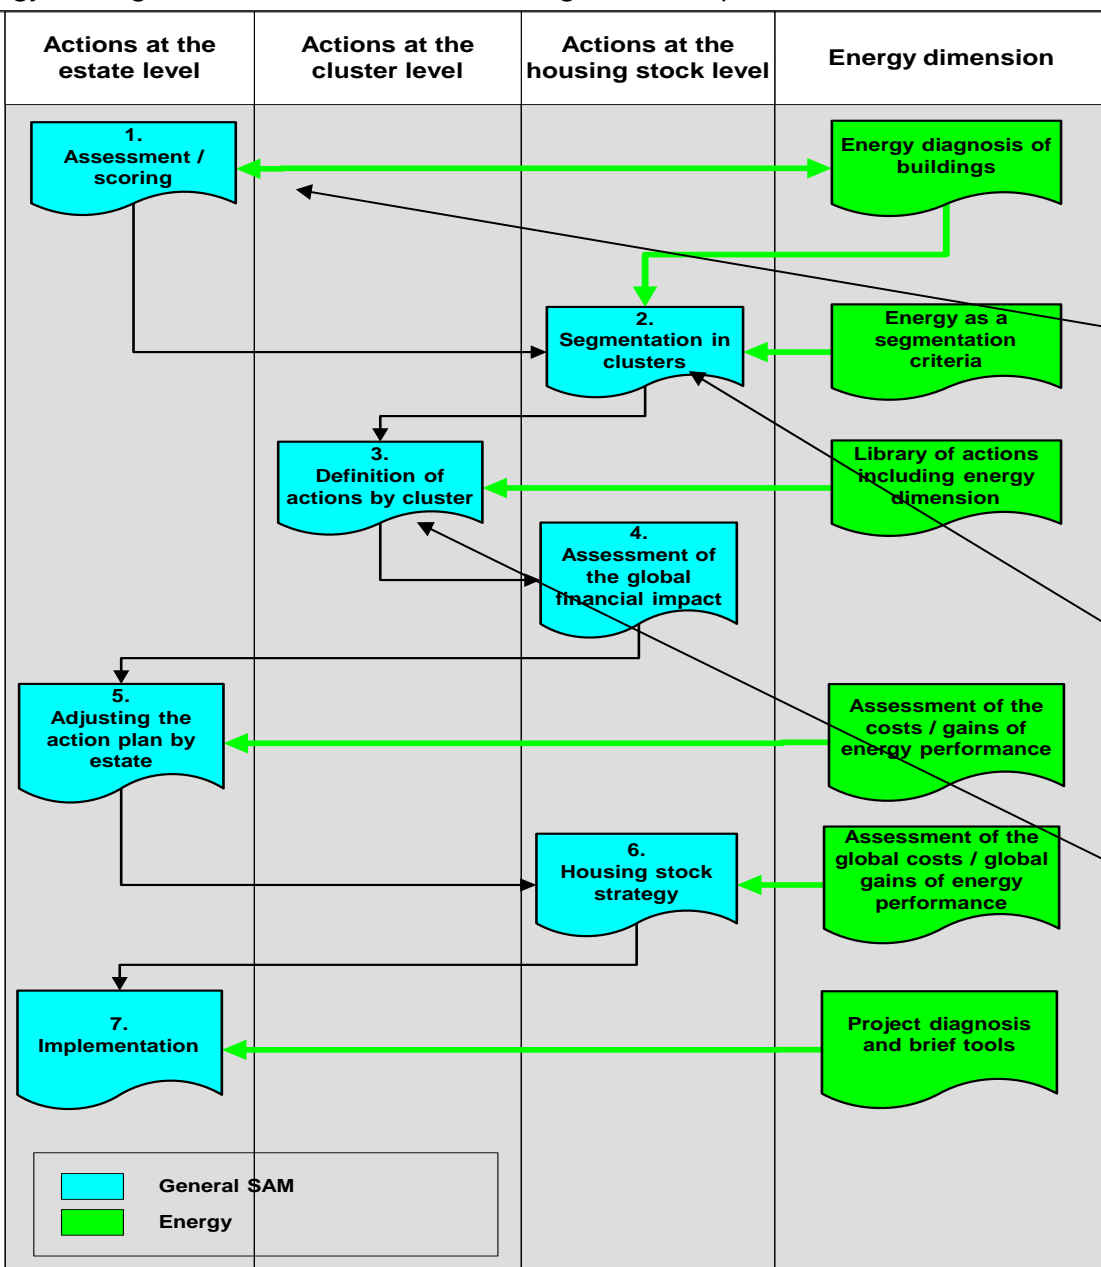 Actions at the
estate level
Actions at the
cluster level
Actions at the
housing stock level
Energy dimension
1.
Assessment /
scoring
Energy diagnosis of
buildings
2.
Segmentation in
clusters
Energy as a
segmentation
criteria
3.
Definition of
actions by cluster
Library of actions
including energy
dimension
4.
Assessment of
the global
financial impact
5.
Adjusting the
action plan by
estate
Assessment of the
costs / gains of
energy performance
6.
Housing stock
strategy
Assessment of the
global costs / global
gains of energy
performance
7.
Implementation
Project diagnosis
and brief tools
General SAM
Energy